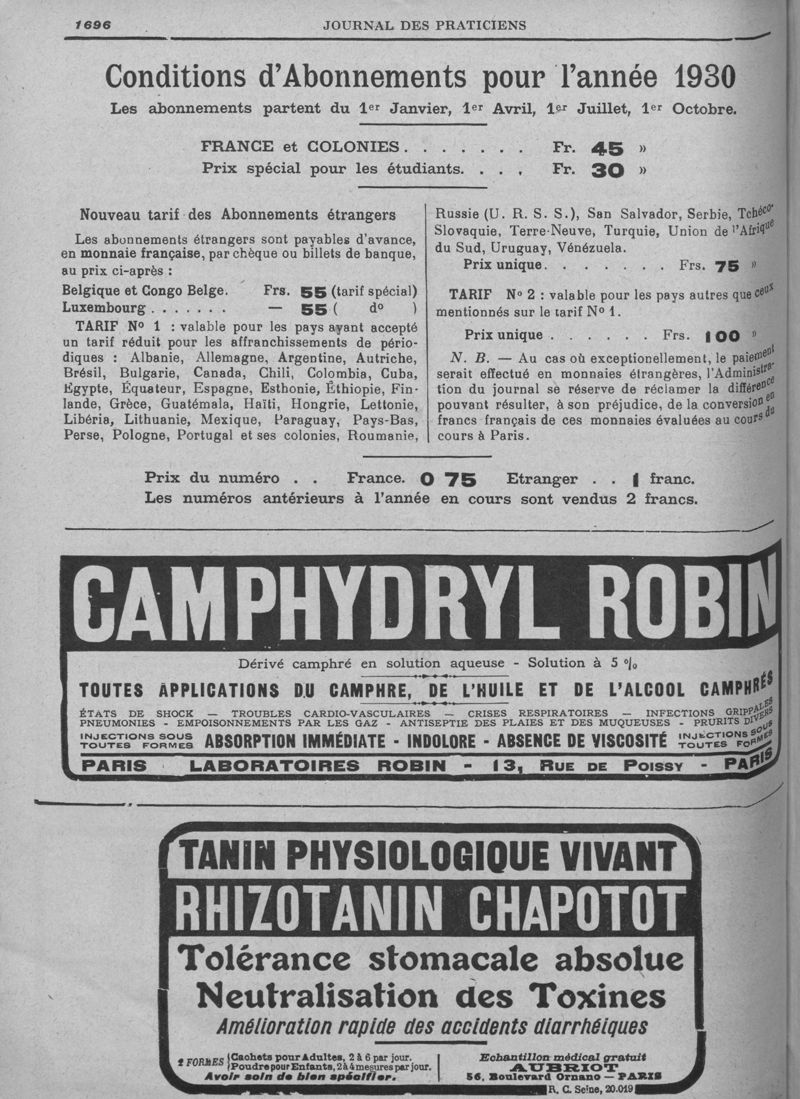 1696 JOURNAL DES PRATICIENS
Conditions d'Abonnements pour l'année 1930
Les abonnements partent du 1er Janvier, 1er Avril, 1er Juillet, 1er Octobre.
FRANCE et COLONIES. . . . . . . Fr. 45 »
Prix spécial pour les étudiants. . . . Fr. 30 »
Nouveau tarif des Abonnements étrangers
Les abonnements étrangers sont payables d'avance,
en monnaie française, par chèque ou billets de banque,
au prix ci-après :
Belgique et Congo Belge. Frs. 55 (tarif spécial)
Luxembourg . . . . . . . — 55 ( do )
TARIF No 1 : valable pour les pays ayant accepté
un tarif réduit pour les affranchissements de pério-
diques : Albanie, Allemagne, Argentine, Autriche,
Brésil, Bulgarie, Canada, Chili, Colombia, Cuba,
Egypte, Équateur, Espagne, Esthonie, Éthiopie, Fin-
lande, Grèce, Guatémala, Haïti, Hongrie, Lettonie,
Libéria, Lithuanie, Mexique, Paraguay, Pays-Bas,
Perse, Pologne, Portugal et ses colonies, Roumanie,
Russie (U. R. S. S.), San Salvador, Serbie, Tchéco-
Slovaquie, Terre-Neuve, Turquie, Union de l'Afrique
du Sud, Uruguay, Vénézuela.
Prix unique. . . . . . . . Frs. 75 »
TARIF No 2 : valable pour les pays autres que ceux
mentionnés sur le tarif No 1.
Prix unique . . . . . . . Frs. 100 »
N. B. — Au cas où exceptionellement, le paiement
serait effectué en monnaies étrangères, l'Administra-
tion du journal se réserve de réclamer la différence
pouvant résulter, à son préjudice, de la conversion en
francs français de ces monnaies évaluées au cours du
cours à Paris.
Prix du numéro . . France. 0 75 Etranger . . 1 franc.
Les numéros antérieurs à l'année en cours sont vendus 2 francs.
CAMPHYDRYL ROBIN
Dérivé camphré en solution aqueuse - Solution à 5 %
TOUTES APPLICATIONS DU CAMPHRE, DE L'HUILE ET DE L'ALCOOL CAMPHRÉS
ÉTATS DE SHOCK — TROUBLES CARDIO-VASCULAIRES — CRISES RESPIRATOIRES — INFECTIONS GRIPPALES
PNEUMONIES - EMPOISONNEMENTS PAR LES GAZ - ANTISEPTIE DES PLAIES ET DES MUQUEUSES - PRURITS DIVERS
INJECTIONS SOUS TOUTES FORMES ABSORPTION IMMÉDIATE - INDOLORE - ABSENCE DE VISCOSITÉ INJECTIONS SOUS TOUTES FORMES
PARIS LABORATOIRES ROBIN - 13, RUE DE POISSY - PARIS
TANIN PHYSIOLOGIQUE VIVANT
RHIZOTANIN CHAPOTOT
Tolérance stomacale absolue
Neutralisation des Toxines
Amélioration rapide des accidents diarrhéiques
2 FORMES Cachets pour Adultes, 2 à 6 par jour.
Poudre pour Enfants, 2 à 4 mesures par jour.
Avoir soin de bien spécifier.
Echantillon médical gratuit
AUBRIOT
56, Boulevard Ornano — PARIS
R. C. Seine, 20.019